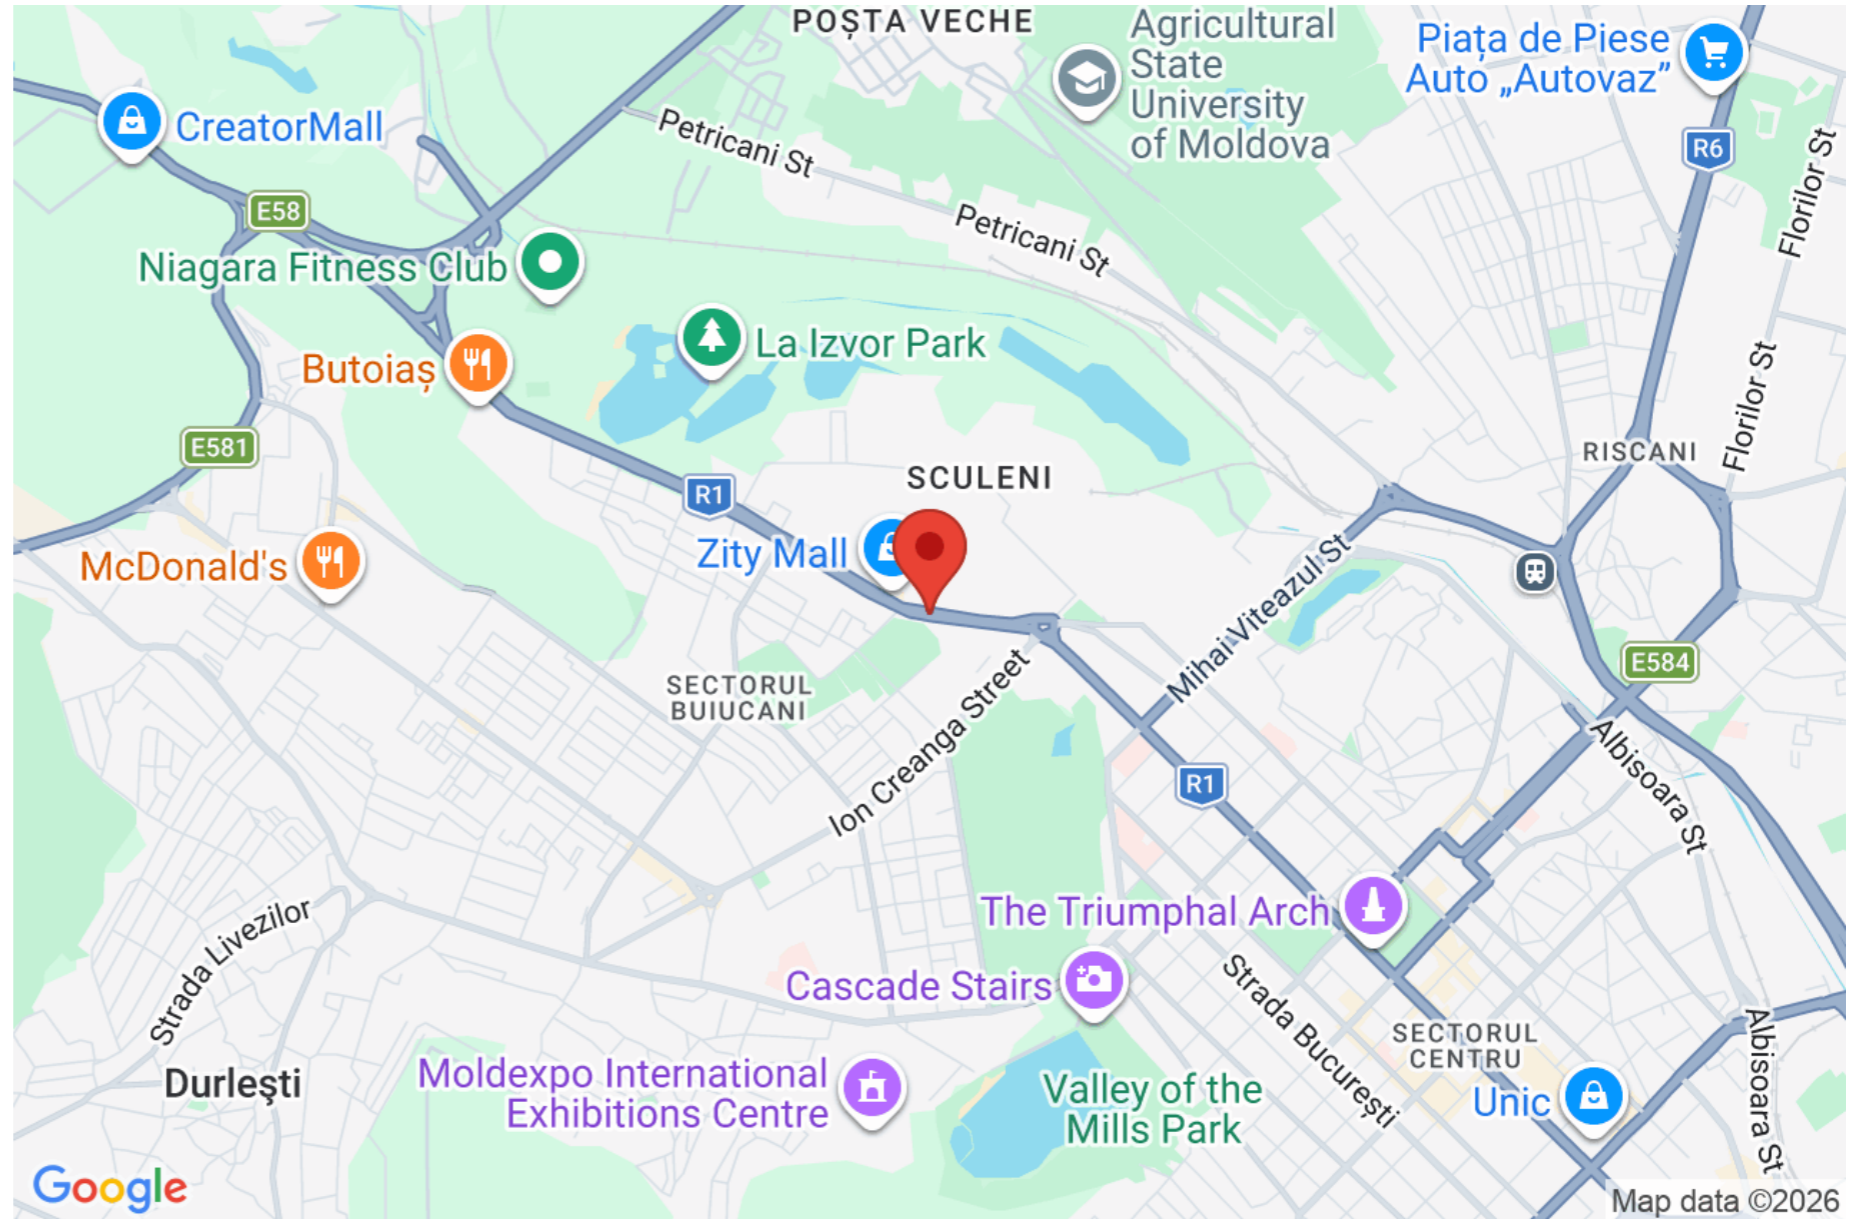 POȘTA VECHE
Agricultural
State
University
of Moldova
Piața de Piese
Auto „Autovaz”
CreatorMall
Petricani St
R6
Florilor St
E58
Petricani St
Niagara Fitness Club
La Izvor Park
Butoiaș
Florilor St
E581
RISCANI
SCULENI
R1
Zity Mall
McDonald's
Mihai Viteazul St
E584
SECTORUL
BUIUCANI
Ion Creanga Street
R1
Albisoara St
The Triumphal Arch
Strada Livezilor
Cascade Stairs
Strada București
SECTORUL
CENTRU
Albisoara St
Durleşti
Moldexpo International
Exhibitions Centre
Valley of the
Mills Park
Unic
Google
Map data ©2026